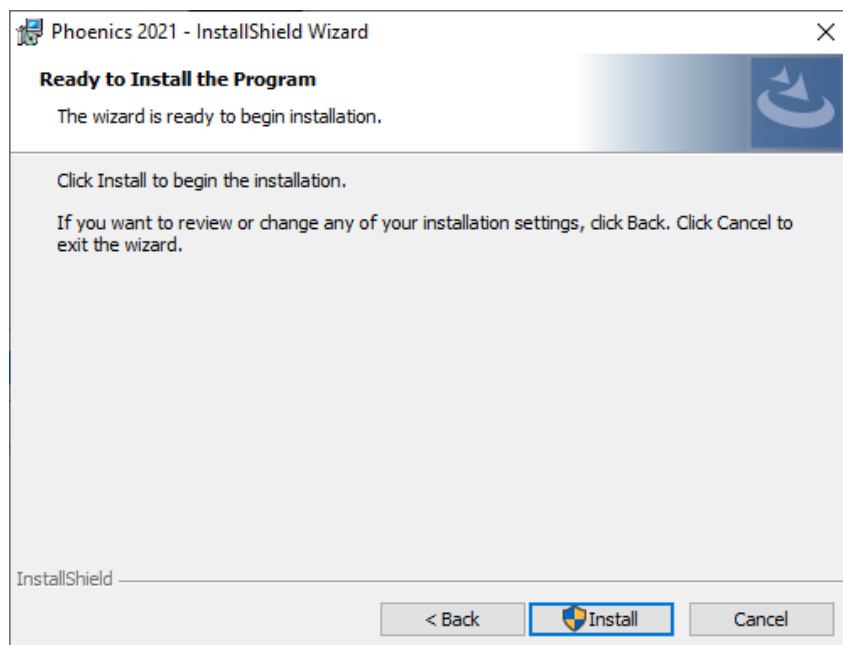 Phoenics 2021 - InstallShield Wizard
Ready to Install the Program
The wizard is ready to begin installation.
Click Install to begin the installation.
If you want to review or change any of your installation settings, click Back. Click Cancel to
exit the wizard.
InstallShield
< Back
Install
Cancel